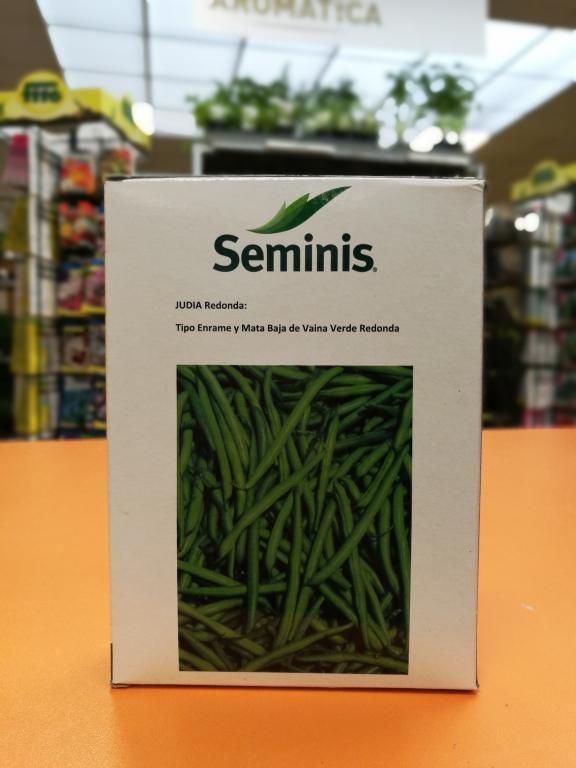 AROMATICA
Seminis®
JUDIA Redonda:
Tipo Enrame y Mata Baja de Vaina Verde Redonda